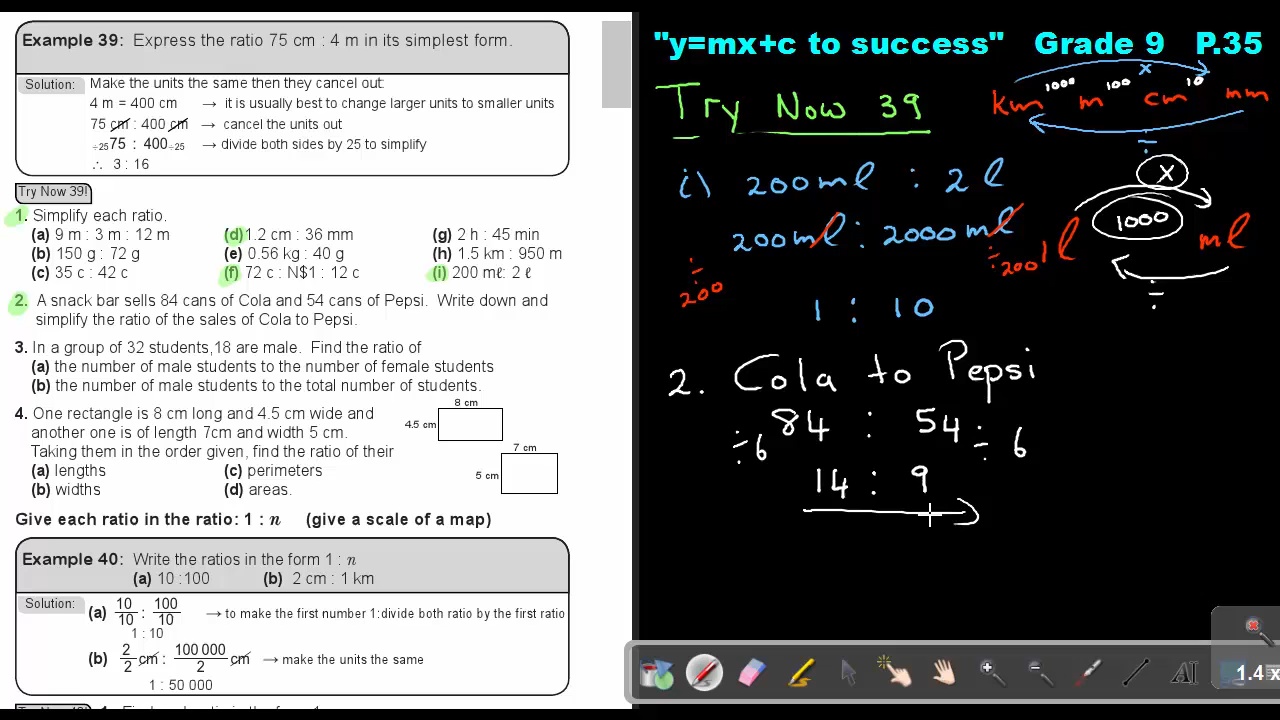 Example 39: Express the ratio 75 cm : 4 m in its simplest form.
Solution: Make the units the same then they cancel out:
4 m = 400 cm → it is usually best to change larger units to smaller units
75 cm : 400 cm → cancel the units out
÷25 75 : 400 ÷25 → divide both sides by 25 to simplify
∴ 3 : 16
Try Now 39!
1. Simplify each ratio.
(a) 9 m : 3 m : 12 m (d) 1.2 cm : 36 mm (g) 2 h : 45 min
(b) 150 g : 72 g (e) 0.56 kg : 40 g (h) 1.5 km : 950 m
(c) 35 c : 42 c (f) 72 c : N$1 : 12 c (i) 200 mℓ: 2 ℓ
2. A snack bar sells 84 cans of Cola and 54 cans of Pepsi. Write down and
simplify the ratio of the sales of Cola to Pepsi.
3. In a group of 32 students,18 are male. Find the ratio of
(a) the number of male students to the number of female students
(b) the number of male students to the total number of students.
4. One rectangle is 8 cm long and 4.5 cm wide and
another one is of length 7cm and width 5 cm.
Taking them in the order given, find the ratio of their
(a) lengths (c) perimeters
(b) widths (d) areas.
8 cm
4.5 cm
7 cm
5 cm
Give each ratio in the ratio: 1 : n (give a scale of a map)
Example 40: Write the ratios in the form 1 : n
(a) 10 :100 (b) 2 cm : 1 km
Solution: (a) 10/10 : 100/10 → to make the first number 1:divide both ratio by the first ratio
1 : 10
(b) 2/2 cm : 100 000/2 cm → make the units the same
1 : 50 000
"y=mx+c to success" Grade 9 P.35
Try Now 39
x
1000 100 10
km m cm mm
÷
i) 200ml : 2l
200ml : 2000ml
÷200 ÷200
1 : 10
x
1000
1l ml
÷
2. Cola to Pepsi
84 : 54
÷6 ÷ 6
14 : 9
AI
1.4 x